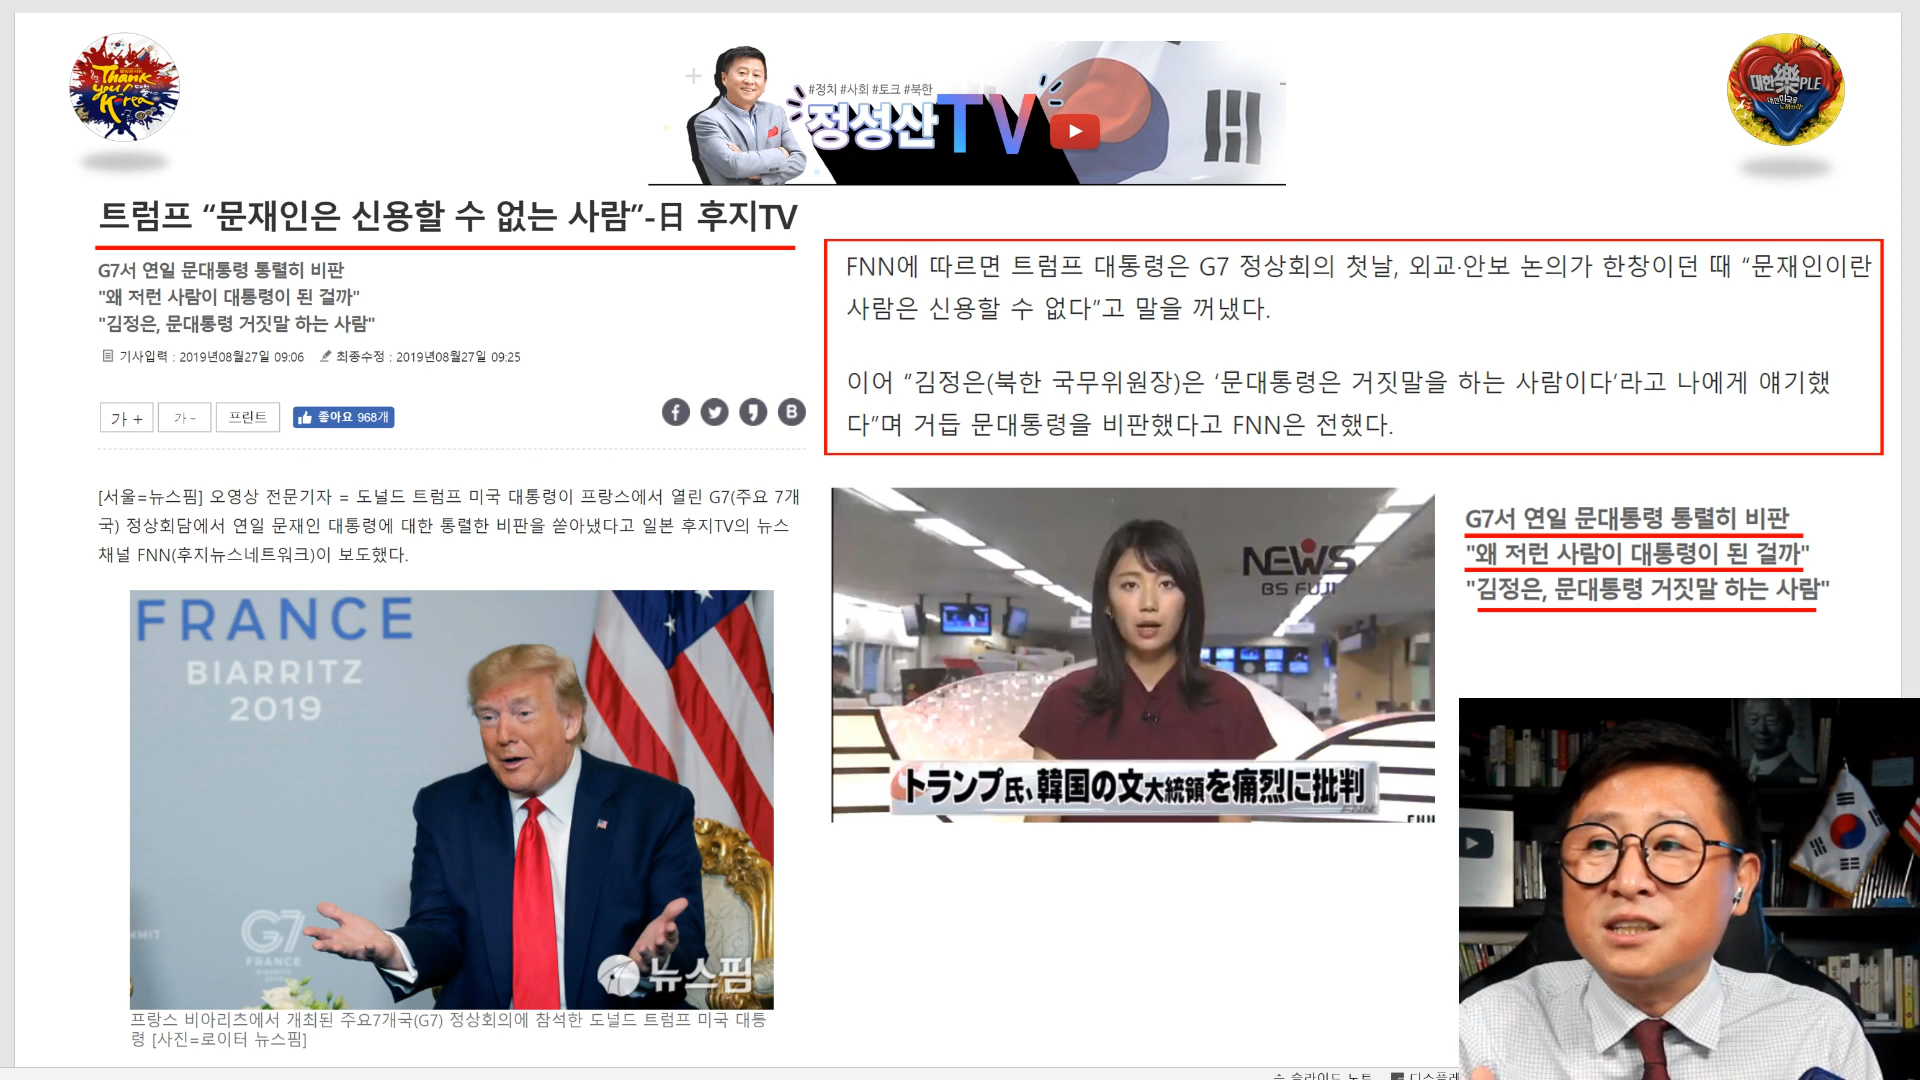 Thank you! Korea
#정치 #사회 #토크 #북한
정성산TV
대한樂PLE
트럼프 “문재인은 신용할 수 없는 사람”-日 후지TV
G7서 연일 문대통령 통렬히 비판
"왜 저런 사람이 대통령이 된 걸까"
"김정은, 문대통령 거짓말 하는 사람"
기사입력 : 2019년08월27일 09:06 최종수정 : 2019년08월27일 09:25
가 + 가 - 프린트 좋아요 968개
[서울=뉴스핌] 오영상 전문기자 = 도널드 트럼프 미국 대통령이 프랑스에서 열린 G7(주요 7개
국) 정상회담에서 연일 문재인 대통령에 대한 통렬한 비판을 쏟아냈다고 일본 후지TV의 뉴스
채널 FNN(후지뉴스네트워크)이 보도했다.
FRANCE
BIARRITZ
2019
G7
FRANCE
BIARRITZ
뉴스핌
프랑스 비아리츠에서 개최된 주요7개국(G7) 정상회의에 참석한 도널드 트럼프 미국 대통
령 [사진=로이터 뉴스핌]
FNN에 따르면 트럼프 대통령은 G7 정상회의 첫날, 외교·안보 논의가 한창이던 때 “문재인이란
사람은 신용할 수 없다”고 말을 꺼냈다.
이어 “김정은(북한 국무위원장)은 ‘문대통령은 거짓말을 하는 사람이다’라고 나에게 얘기했
다”며 거듭 문대통령을 비판했다고 FNN은 전했다.
NEWS
BS FUJI
トランプ氏、韓国の文大統領を痛烈に批判
FNN
G7서 연일 문대통령 통렬히 비판
"왜 저런 사람이 대통령이 된 걸까"
"김정은, 문대통령 거짓말 하는 사람"
슬라이드 노트 디스플레